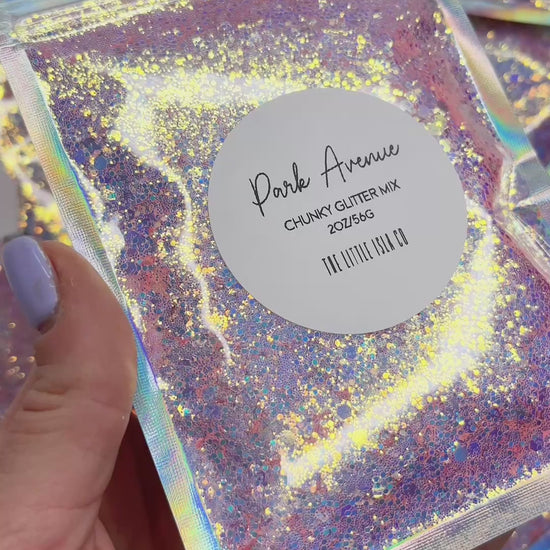 Park Avenue
CHUNKY GLITTER MIX
2OZ/56G
THE LITTLE ISLA CO